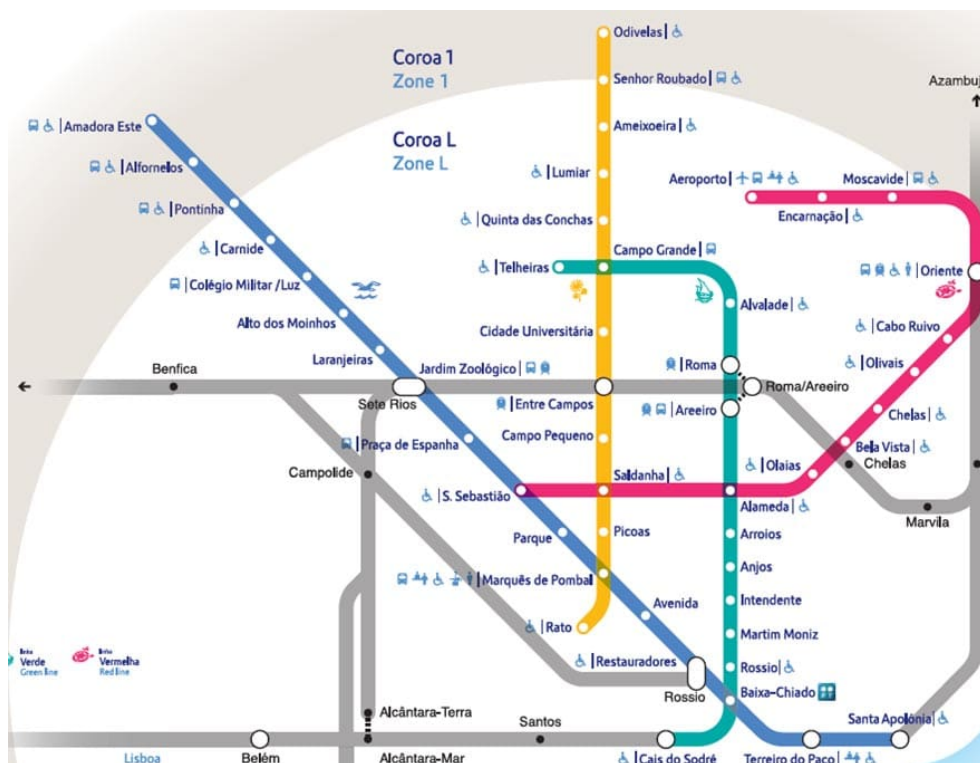 Coroa 1
Zone 1
Coroa L
Zone L
Odivelas
Senhor Roubado
Ameixoeira
Lumiar
Quinta das Conchas
Campo Grande
Telheiras
Cidade Universitária
Entre Campos
Campo Pequeno
Saldanha
Picoas
Marquês de Pombal
Rato
Amadora Este
Alfornelos
Pontinha
Carnide
Colégio Militar/Luz
Alto dos Moinhos
Laranjeiras
Jardim Zoológico
Sete Rios
Praça de Espanha
S. Sebastião
Parque
Avenida
Restauradores
Rossio
Baixa-Chiado
Terreiro do Paço
Santa Apolónia
Azambuj
Aeroporto
Encarnação
Moscavide
Oriente
Cabo Ruivo
Olivais
Chelas
Bela Vista
Olaias
Alameda
Alvalade
Roma
Areeiro
Roma/Areeiro
Arroios
Anjos
Intendente
Martim Moniz
Rossio
Cais do Sodré
Benfica
Campolide
Chelas
Marvila
Alcântara-Terra
Alcântara-Mar
Santos
Belém
Lisboa
linha
Verde
Green line
linha
Vermelha
Red line